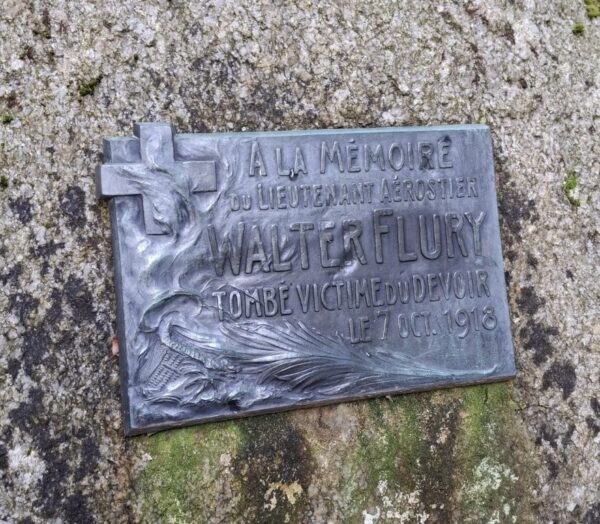 A LA MÉMOIRE
DU LIEUTENANT AÉROSTIER
WALTER FLURY
TOMBÉ VICTIME DU DEVOIR
LE 7 OCT. 1918